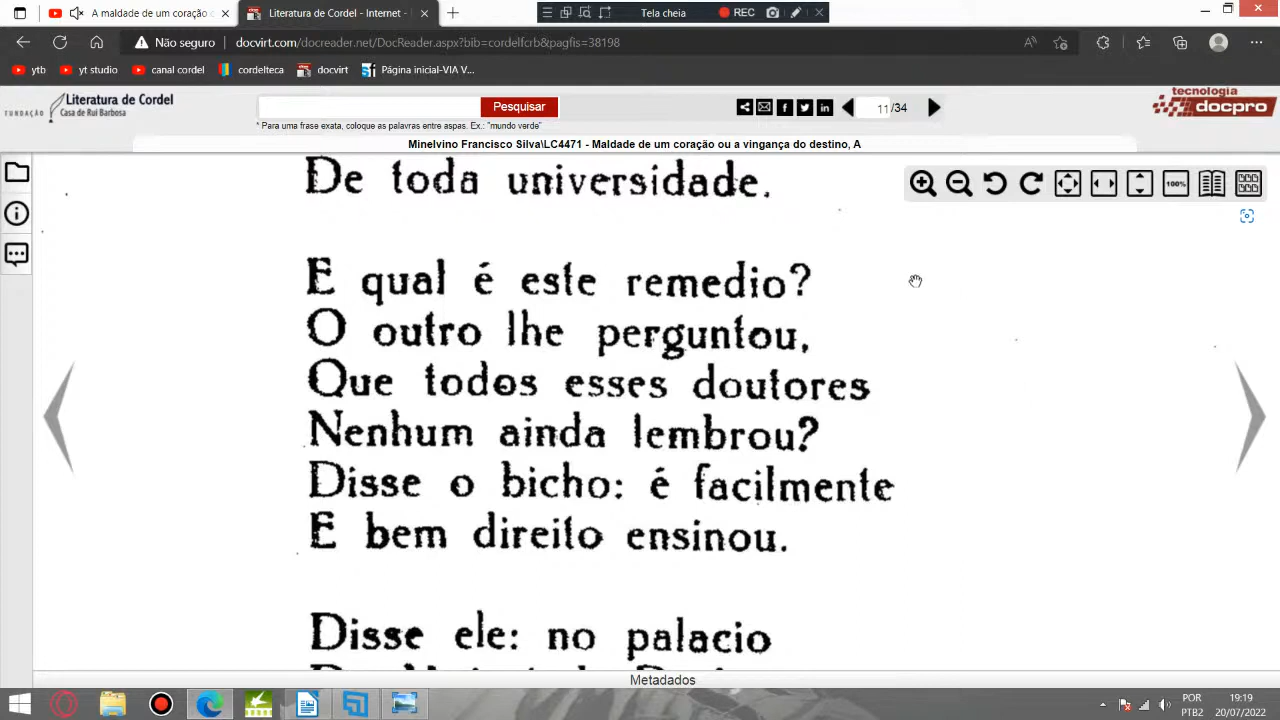 A maldade de um coração c
Literatura de Cordel - Internet -
Tela cheia
REC
Não seguro
docvirt.com/docreader.net/DocReader.aspx?bib=cordelfcrb&pagfis=38198
ytb
yt studio
canal cordel
cordelteca
docvirt
Página inicial-VIA V...
FUNDAÇÃO
Literatura de Cordel
Casa de Rui Barbosa
Pesquisar
* Para uma frase exata, coloque as palavras entre aspas. Ex.: "mundo verde"
11 /34
tecnologia
docpro
Minelvino Francisco Silva\LC4471 - Maldade de um coração ou a vingança do destino, A
100%
De toda universidade.
E qual é este remedio?
O outro lhe perguntou,
Que todos esses doutores
Nenhum ainda lembrou?
Disse o bicho: é facilmente
E bem direito ensinou.
Disse ele: no palacio
Metadados
POR
PTB2
19:19
20/07/2022